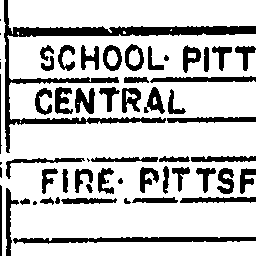 SCHOOL· PITT
CENTRAL
FIRE· PITTSF